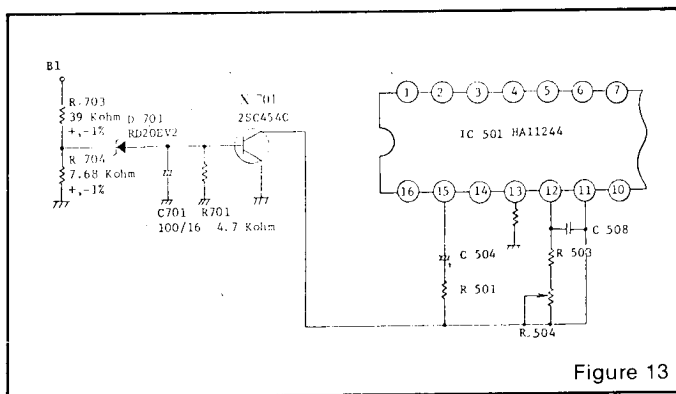 B1
R.703
39 Kohm
+,-1%
D 701
RD20EV2
R 704
7.68 Kohm
+,-1%
C701
100/16
R701
4.7 Kohm
X 701
2SC454C
1 2 3 4 5 6 7
IC 501 HA11244
16 15 14 13 12 11 10
C 504
R 501
C 508
R 503
R.504
Figure 13